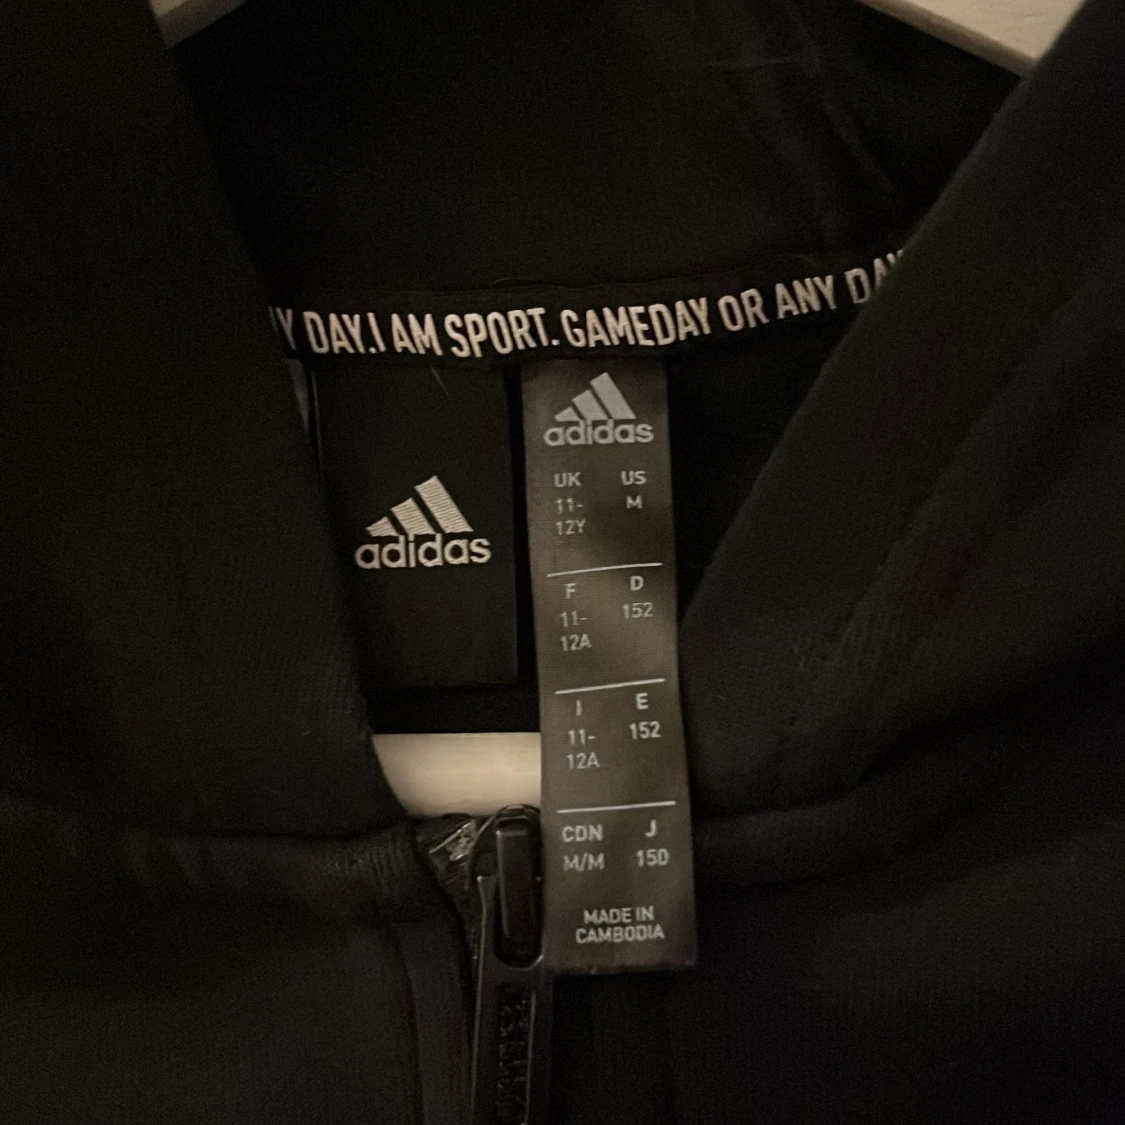 Y DAY.I AM SPORT. GAMEDAY OR ANY DAY
adidas
adidas
UK US
11-12Y M
F D
11-12A 152
I E
11-12A 152
CDN J
M/M 150
MADE IN
CAMBODIA